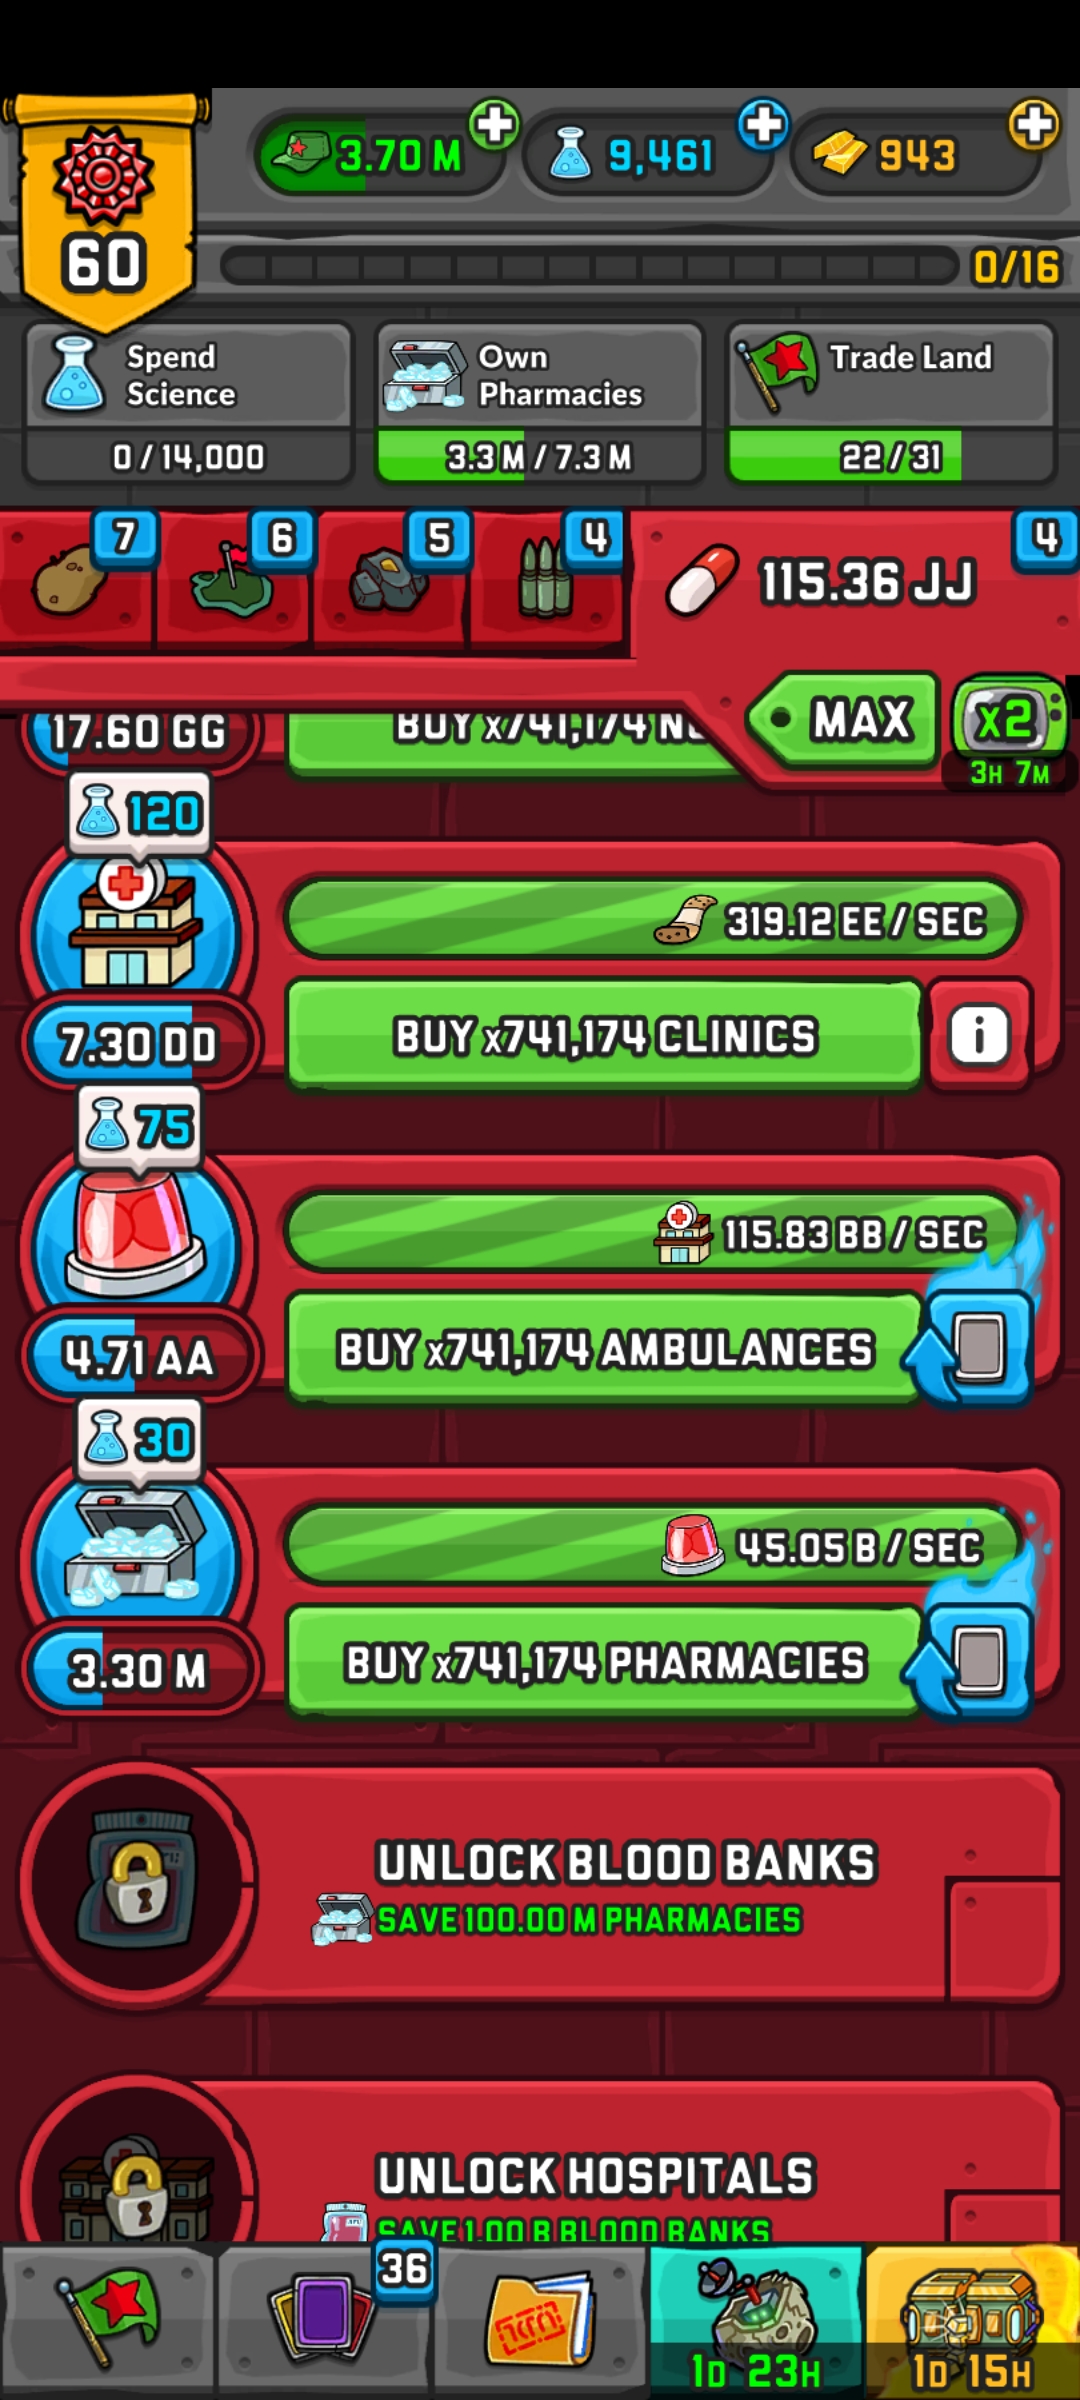 3.70 M
9,461
943
60
0/16
Spend
Science
0/14,000
Own
Pharmacies
3.3 M/7.3 M
Trade Land
22/31
7
6
5
4
115.36 JJ
4
MAX
x2
3H 7M
17.60 GG
BUY x741,174
120
319.12 EE / SEC
7.30 DD
BUY x741,174 CLINICS
i
75
115.83 BB / SEC
4.71 AA
BUY x741,174 AMBULANCES
30
45.05 B / SEC
3.30 M
BUY x741,174 PHARMACIES
UNLOCK BLOOD BANKS
SAVE 100.00 M PHARMACIES
UNLOCK HOSPITALS
SAVE 1.00 B BLOOD BANKS
36
1D 23H
1D 15H